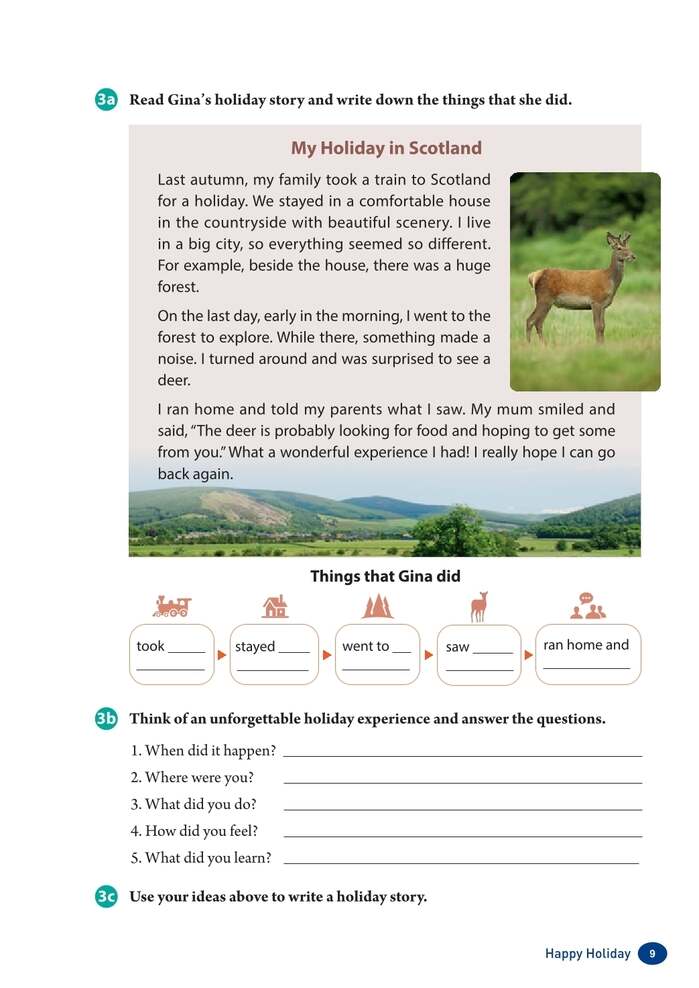 3a Read Gina's holiday story and write down the things that she did.
My Holiday in Scotland
Last autumn, my family took a train to Scotland
for a holiday. We stayed in a comfortable house
in the countryside with beautiful scenery. I live
in a big city, so everything seemed so different.
For example, beside the house, there was a huge
forest.
On the last day, early in the morning, I went to the
forest to explore. While there, something made a
noise. I turned around and was surprised to see a
deer.
I ran home and told my parents what I saw. My mum smiled and
said, “The deer is probably looking for food and hoping to get some
from you.” What a wonderful experience I had! I really hope I can go
back again.
Things that Gina did
took ______
stayed _____
went to ___
saw ______
ran home and
3b Think of an unforgettable holiday experience and answer the questions.
1. When did it happen?
2. Where were you?
3. What did you do?
4. How did you feel?
5. What did you learn?
3c Use your ideas above to write a holiday story.
Happy Holiday 9